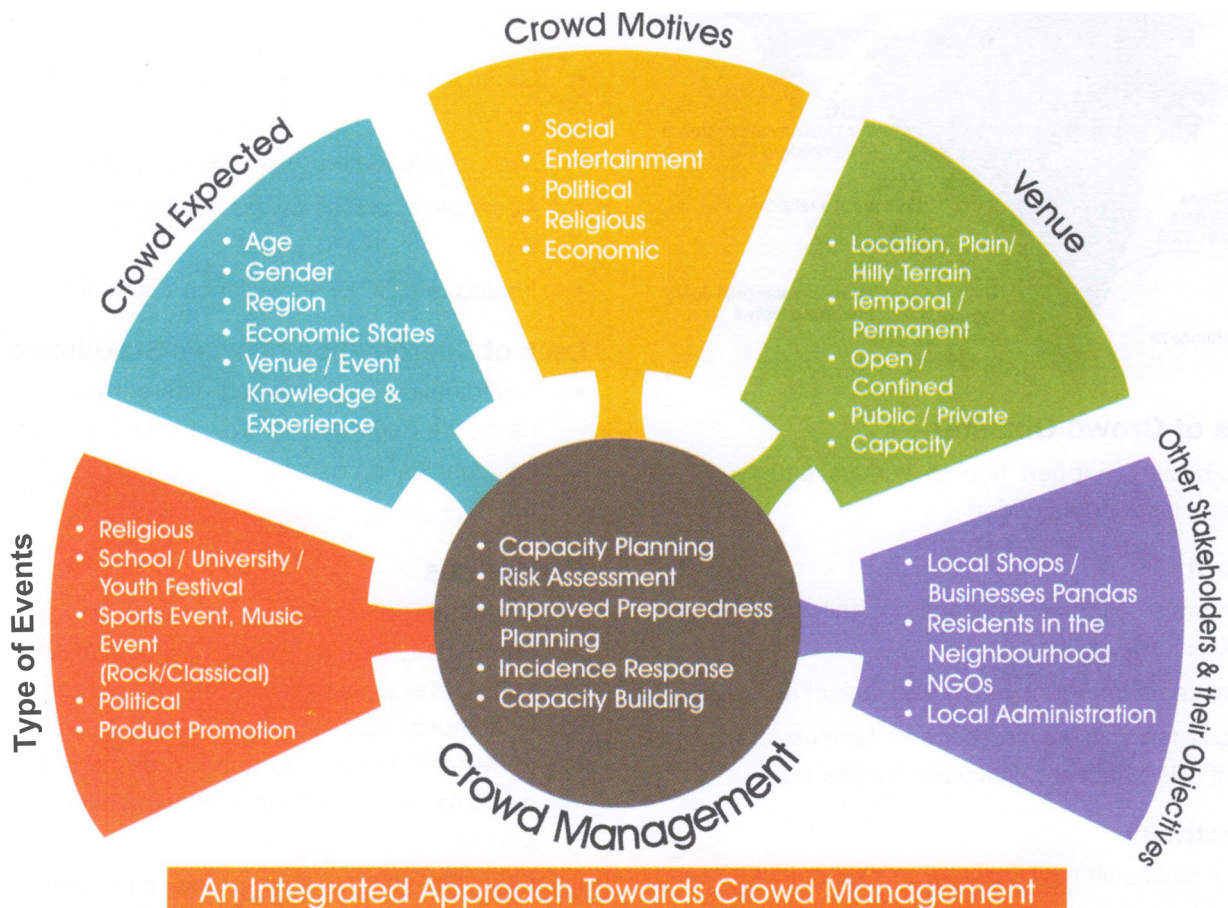 Crowd Motives
• Social
• Entertainment
• Political
• Religious
• Economic
Crowd Expected
• Age
• Gender
• Region
• Economic States
• Venue / Event
Knowledge &
Experience
Venue
• Location, Plain/
Hilly Terrain
• Temporal /
Permanent
• Open /
Confined
• Public / Private
• Capacity
Type of Events
• Religious
• School / University /
Youth Festival
• Sports Event, Music
Event
(Rock/Classical)
• Political
• Product Promotion
• Capacity Planning
• Risk Assessment
• Improved Preparedness
Planning
• Incidence Response
• Capacity Building
Crowd Management
Other Stakeholders & their Objectives
• Local Shops /
Businesses Pandas
• Residents in the
Neighbourhood
• NGOs
• Local Administration
An Integrated Approach Towards Crowd Management